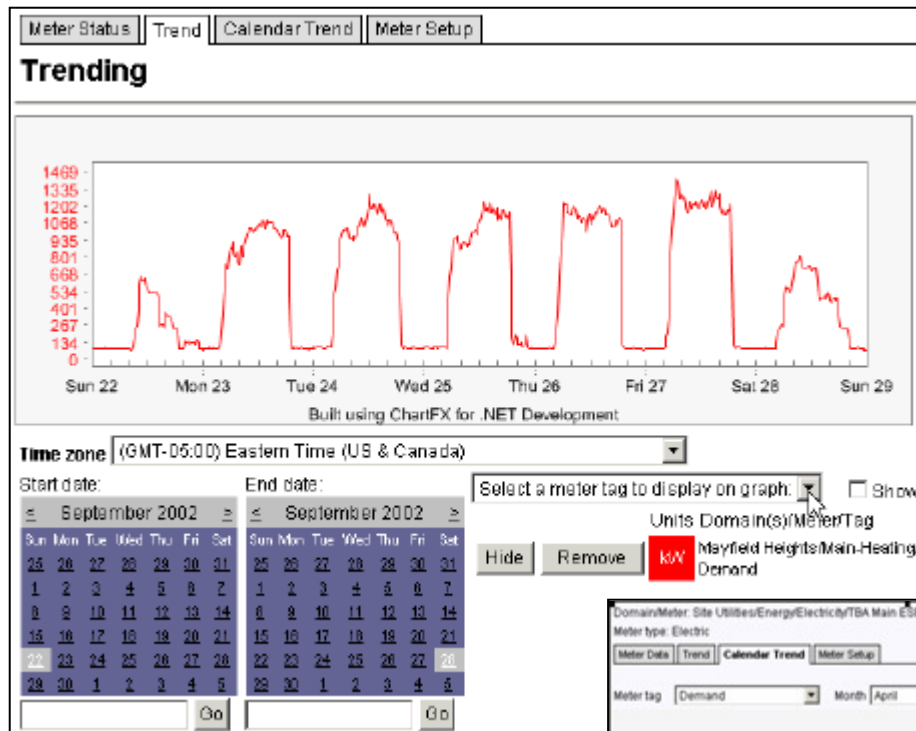 Meter Status Trend Calendar Trend Meter Setup
Trending
1469
1335
1202
1068
935
801
668
534
401
267
134
0
Sun 22 Mon 23 Tue 24 Wed 25 Thu 26 Fri 27 Sat 28 Sun 29
Built using ChartFX for .NET Development
Time zone (GMT-05:00) Eastern Time (US & Canada)
Start date: End date: Select a meter tag to display on graph: Show
< September 2002 > < September 2002 >
Units Domain(s)/Meter/Tag
Sun Mon Tue Wed Thu Fri Sat Sun Mon Tue Wed Thu Fri Sat
Hide Remove kW Mayfield Heights/Main-Heating
Demand
25 26 27 28 29 30 31 25 26 27 28 29 30 31
1 2 3 4 5 6 7 1 2 3 4 5 6 7
8 9 10 11 12 13 14 8 9 10 11 12 13 14
15 16 17 18 19 20 21 15 16 17 18 19 20 21
22 23 24 25 26 27 28 22 23 24 25 26 27 28
29 30 1 2 3 4 5 29 30 1 2 3 4 5
Go Go
Domain/Meter: Site Utilities/Energy/Electricity/TBA Main
Meter type: Electric
Meter Data Trend Calendar Trend Meter Setup
Meter tag Demand Month April